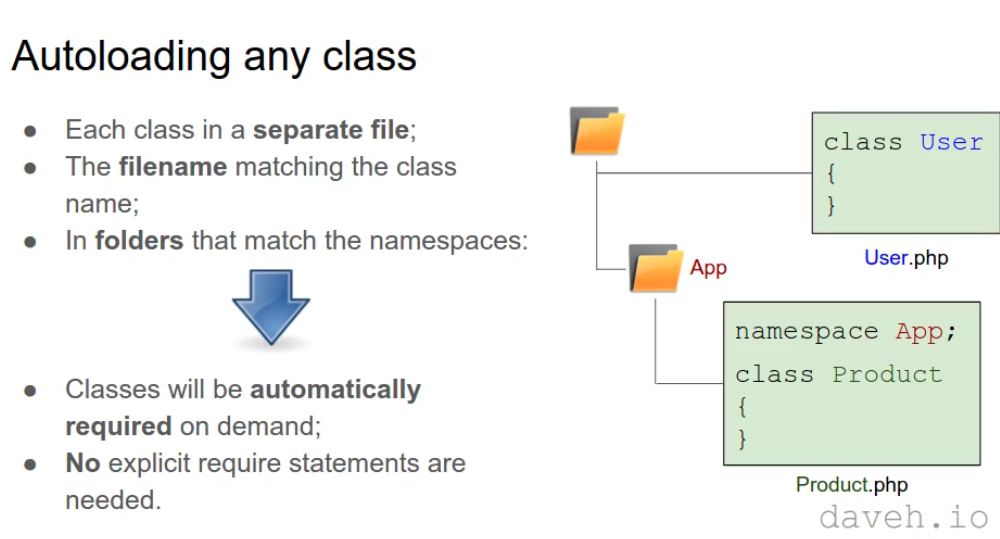 Autoloading any class
● Each class in a separate file;
● The filename matching the class
name;
● In folders that match the namespaces:
● Classes will be automatically
required on demand;
● No explicit require statements are
needed.
class User
{
}
User.php
App
namespace App;
class Product
{
}
Product.php
daveh.io